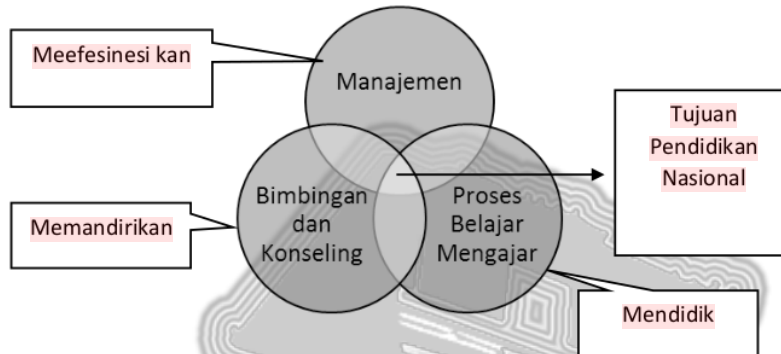 Meefesinesi kan
Manajemen
Tujuan
Pendidikan
Nasional
Bimbingan
dan
Konseling
Proses
Belajar
Mengajar
Memandirikan
Mendidik